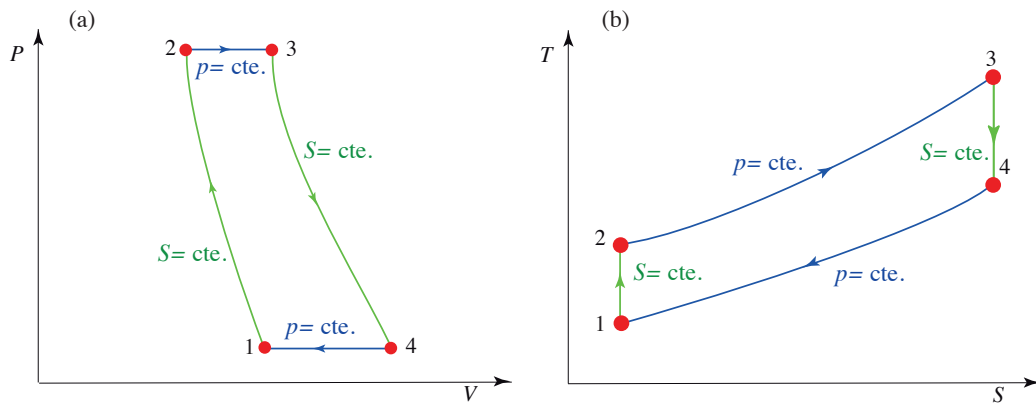 (a)
P
2
3
p= cte.
S= cte.
S= cte.
p= cte.
1
4
V
(b)
T
3
p= cte.
S= cte.
4
2
S= cte.
p= cte.
1
S